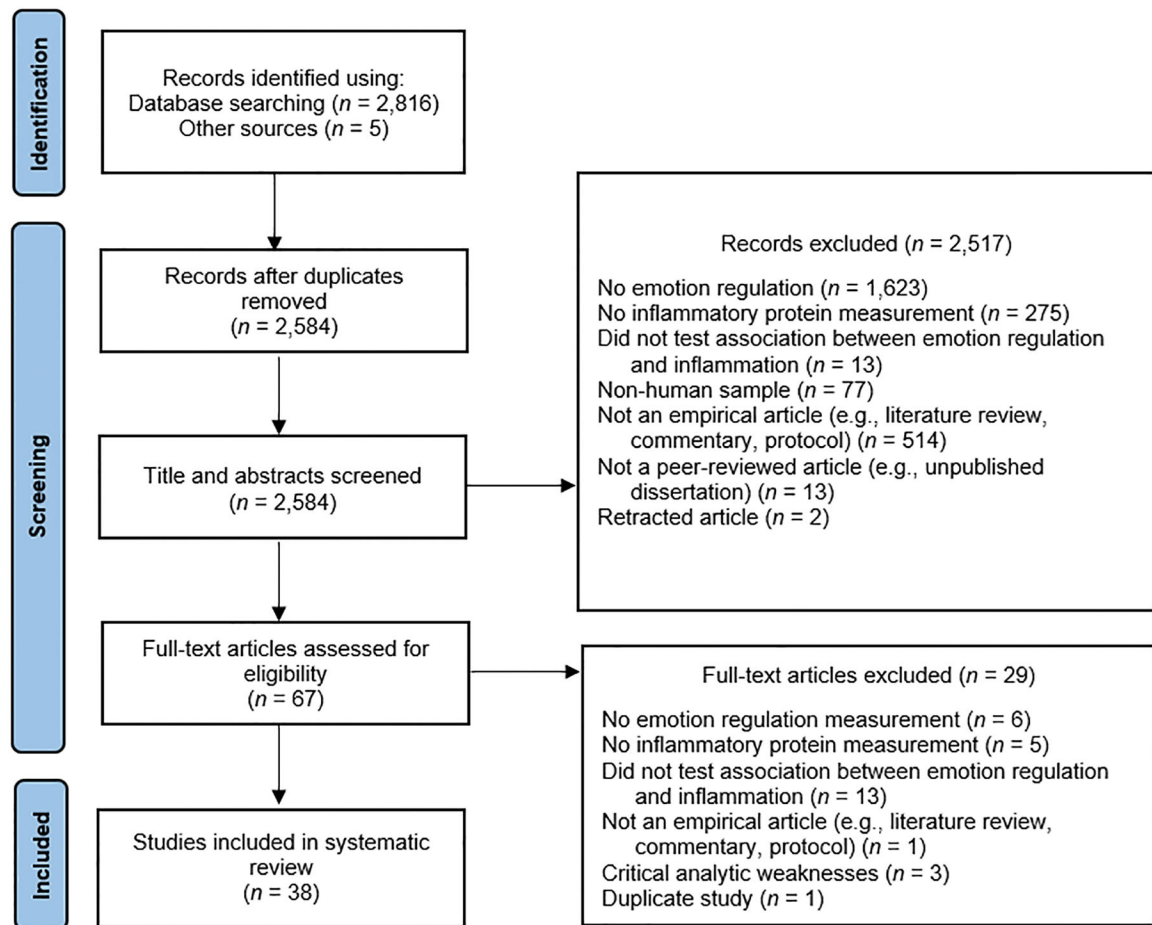 Identification
Records identified using:
Database searching (n = 2,816)
Other sources (n = 5)
Screening
Records after duplicates
removed
(n = 2,584)
Records excluded (n = 2,517)
No emotion regulation (n = 1,623)
No inflammatory protein measurement (n = 275)
Did not test association between emotion regulation
and inflammation (n = 13)
Non-human sample (n = 77)
Not an empirical article (e.g., literature review,
commentary, protocol) (n = 514)
Not a peer-reviewed article (e.g., unpublished
dissertation) (n = 13)
Retracted article (n = 2)
Title and abstracts screened
(n = 2,584)
Full-text articles assessed for
eligibility
(n = 67)
Full-text articles excluded (n = 29)
No emotion regulation measurement (n = 6)
No inflammatory protein measurement (n = 5)
Did not test association between emotion regulation
and inflammation (n = 13)
Not an empirical article (e.g., literature review,
commentary, protocol) (n = 1)
Critical analytic weaknesses (n = 3)
Duplicate study (n = 1)
Included
Studies included in systematic
review
(n = 38)